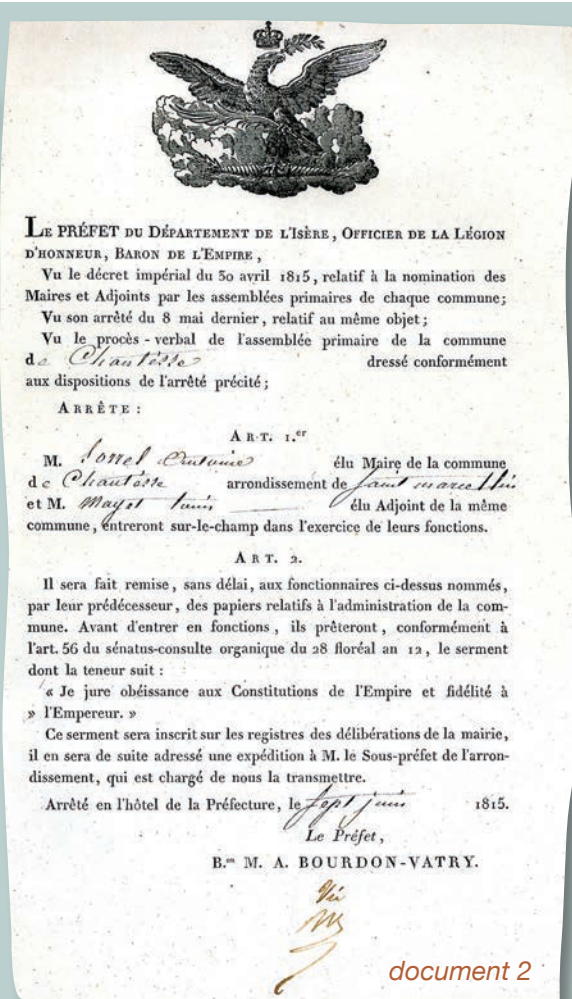 LE PRÉFET DU DÉPARTEMENT DE L'ISÈRE, OFFICIER DE LA LÉGION
D'HONNEUR, BARON DE L'EMPIRE,
Vu le décret impérial du 30 avril 1815, relatif à la nomination des
Maires et Adjoints par les assemblées primaires de chaque commune;
Vu son arrêté du 8 mai dernier, relatif au même objet;
Vu le procès-verbal de l'assemblée primaire de la commune
de Chantesse dressé conformément
aux dispositions de l'arrêté précité;
ARRÊTE:
ART. 1.er
M. Antoine élu Maire de la commune
de Chantesse arrondissement de Saint marcellin
et M. élu Adjoint de la même
commune, entreront sur-le-champ dans l'exercice de leurs fonctions.
ART. 2.
Il sera fait remise, sans délai, aux fonctionnaires ci-dessus nommés,
par leur prédécesseur, des papiers relatifs à l'administration de la com-
mune. Avant d'entrer en fonctions, ils prêteront, conformément à
l'art. 56 du sénatus-consulte organique du 28 floréal an 12, le serment
dont la teneur suit:
« Je jure obéissance aux Constitutions de l'Empire et fidélité à
» l'Empereur. »
Ce serment sera inscrit sur les registres des délibérations de la mairie,
il en sera de suite adressé une expédition à M. le Sous-préfet de l'arron-
dissement, qui est chargé de nous la transmettre.
Arrêté en l'hôtel de la Préfecture, le sept juin 1815.
Le Préfet,
B.on M. A. BOURDON-VATRY.
document 2